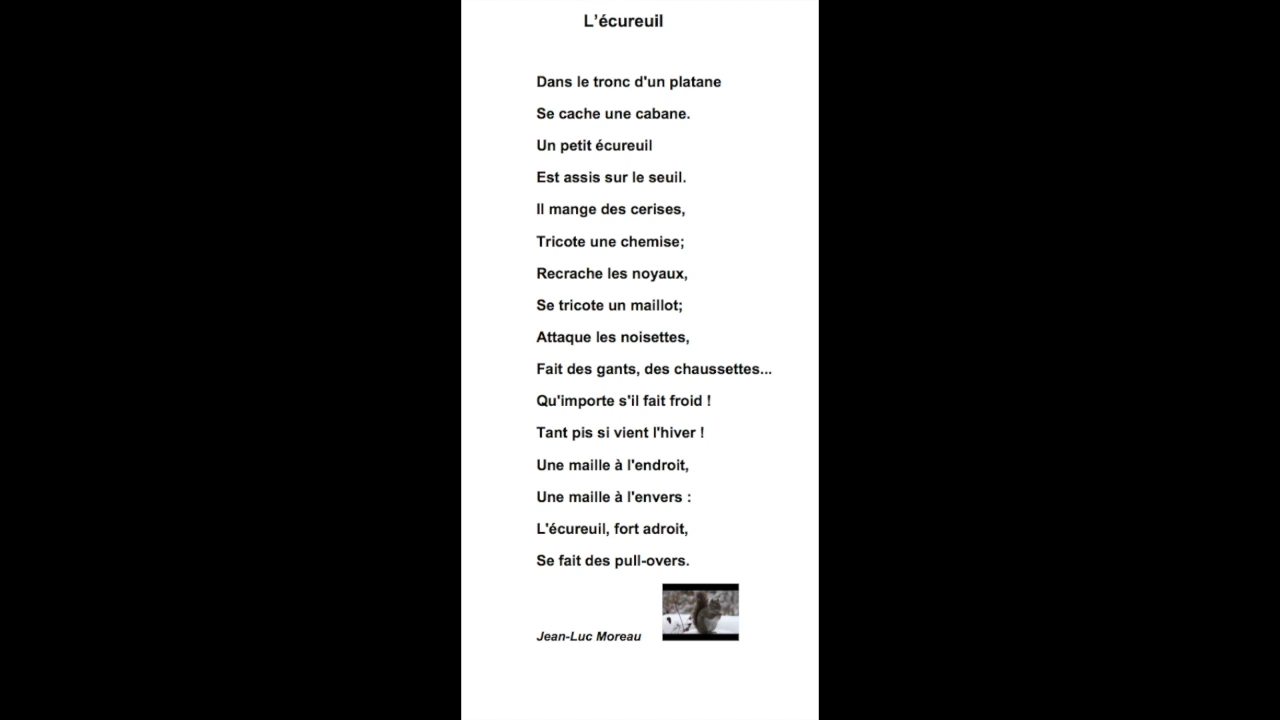 L’écureuil
Dans le tronc d'un platane
Se cache une cabane.
Un petit écureuil
Est assis sur le seuil.
Il mange des cerises,
Tricote une chemise;
Recrache les noyaux,
Se tricote un maillot;
Attaque les noisettes,
Fait des gants, des chaussettes...
Qu'importe s'il fait froid !
Tant pis si vient l'hiver !
Une maille à l'endroit,
Une maille à l'envers :
L'écureuil, fort adroit,
Se fait des pull-overs.
Jean-Luc Moreau